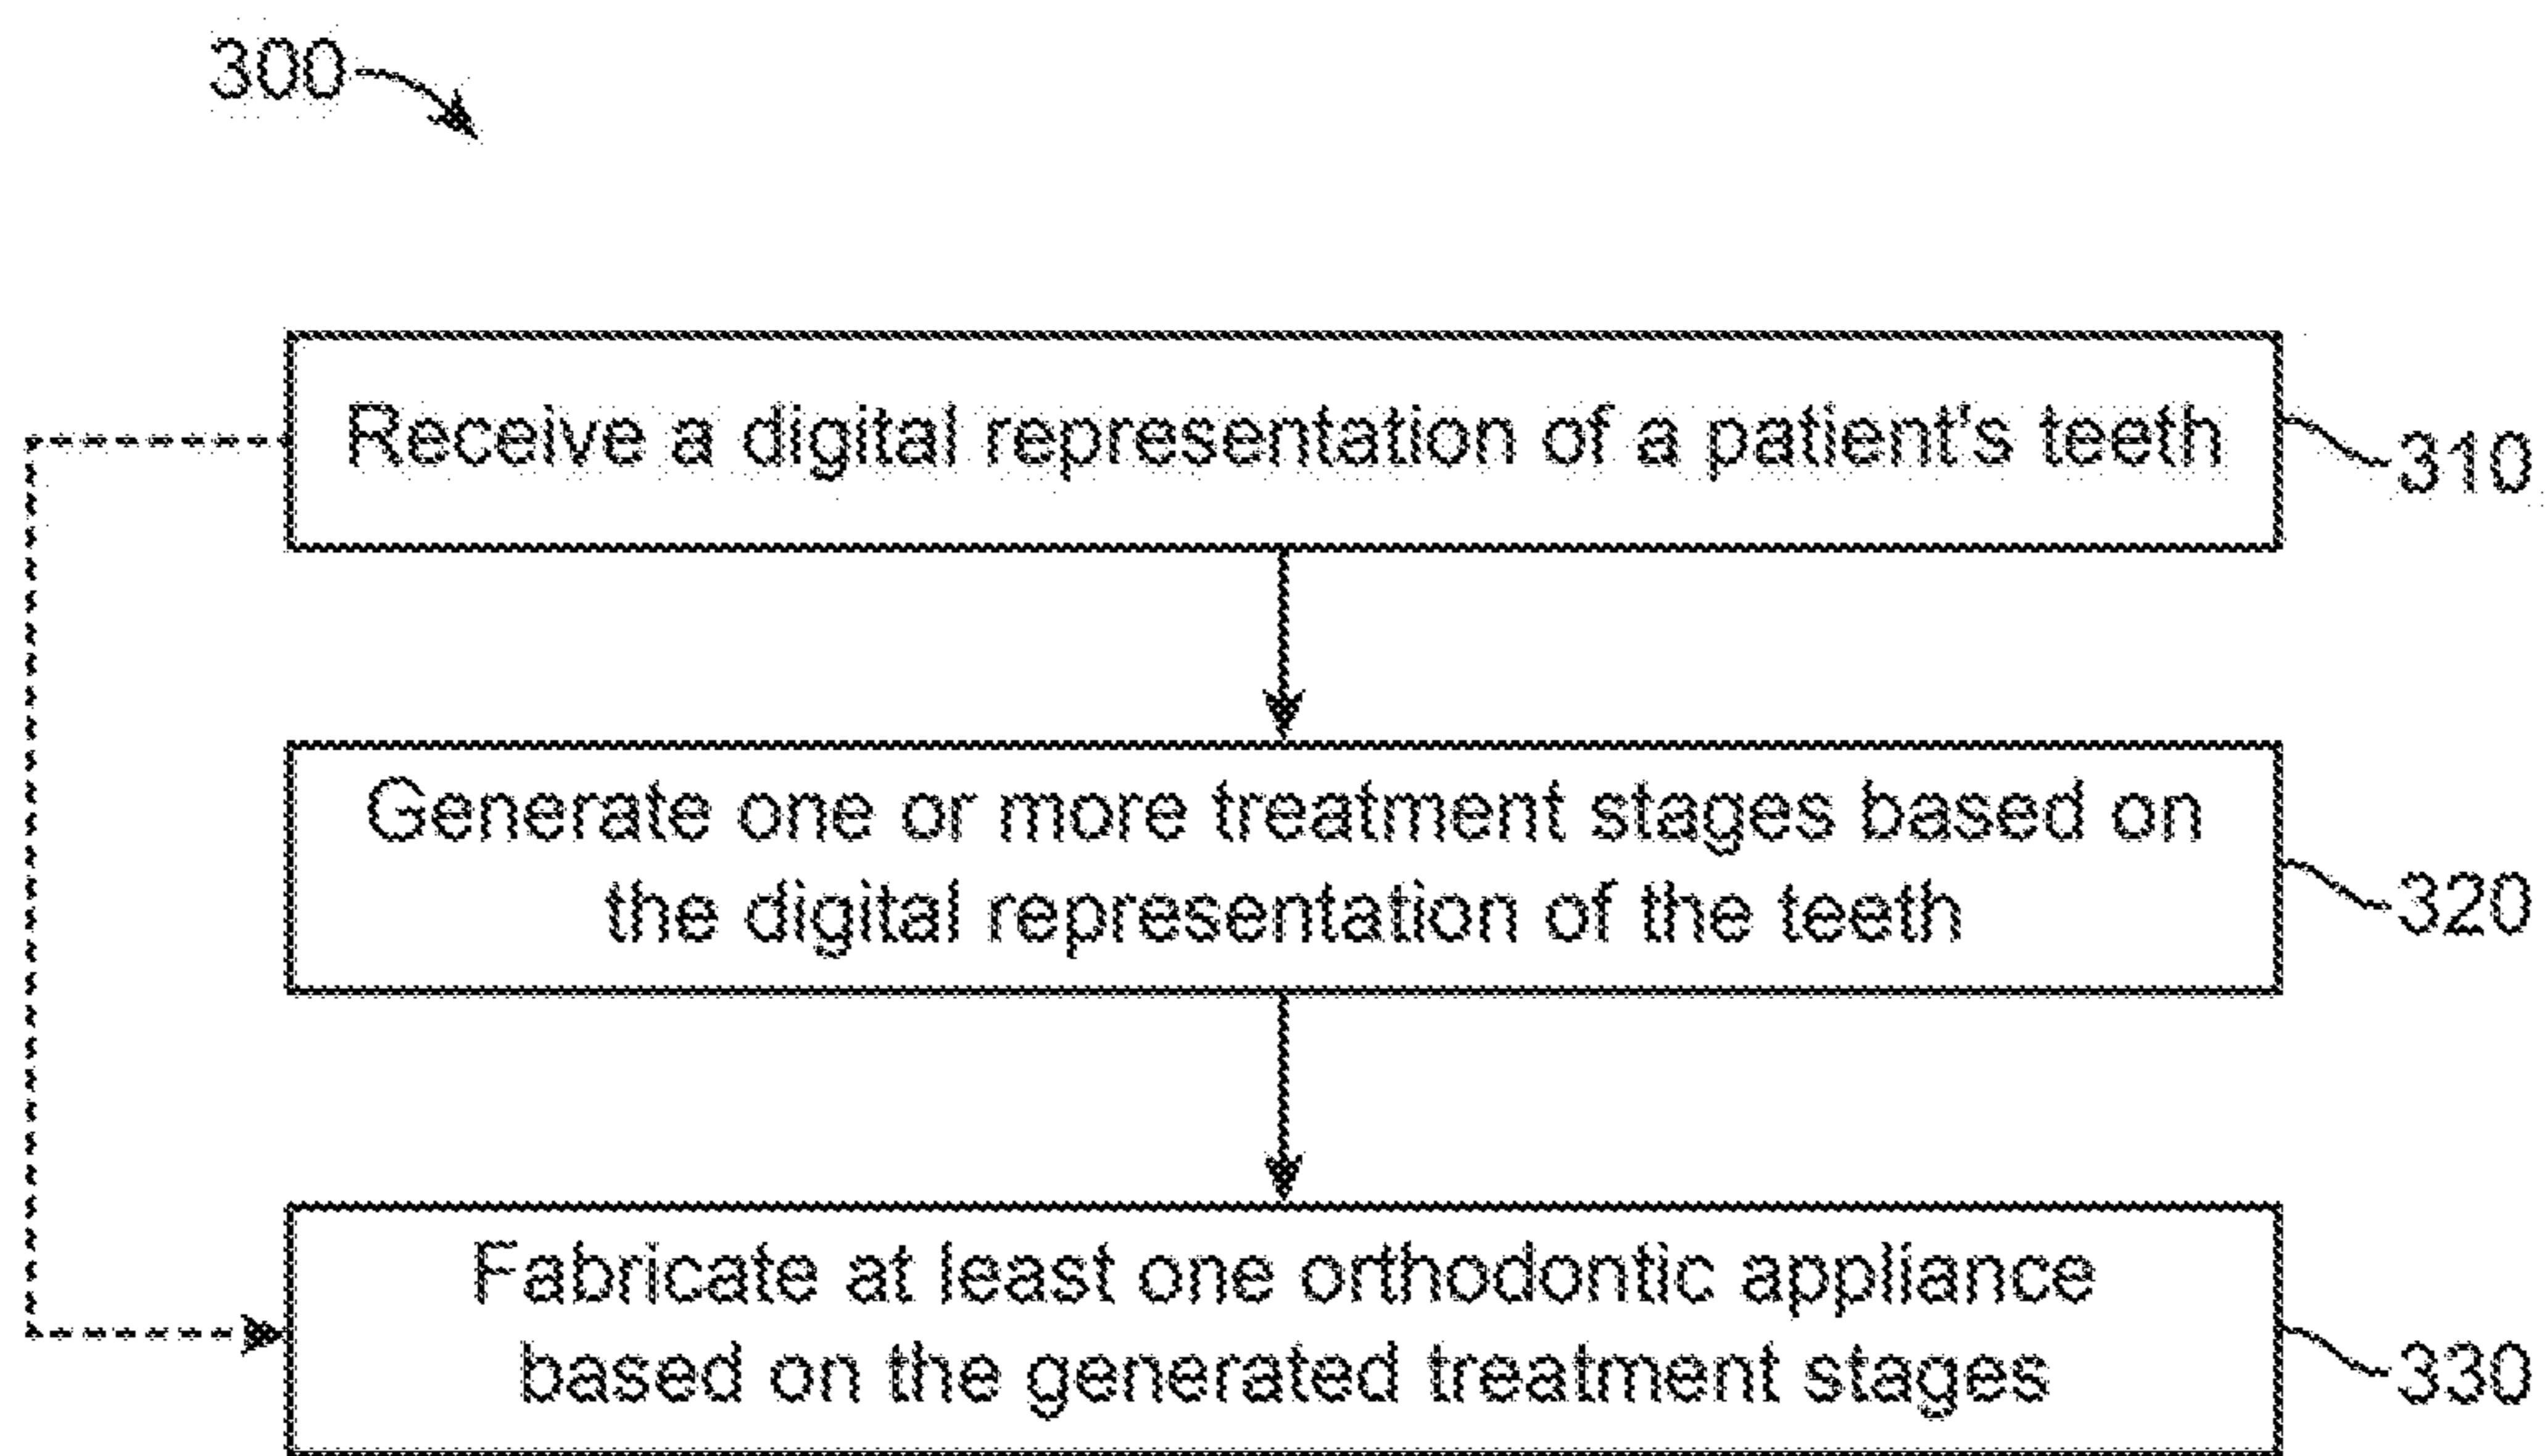 300
Receive a digital representation of a patient's teeth
310
Generate one or more treatment stages based on
the digital representation of the teeth
320
Fabricate at least one orthodontic appliance
based on the generated treatment stages
330